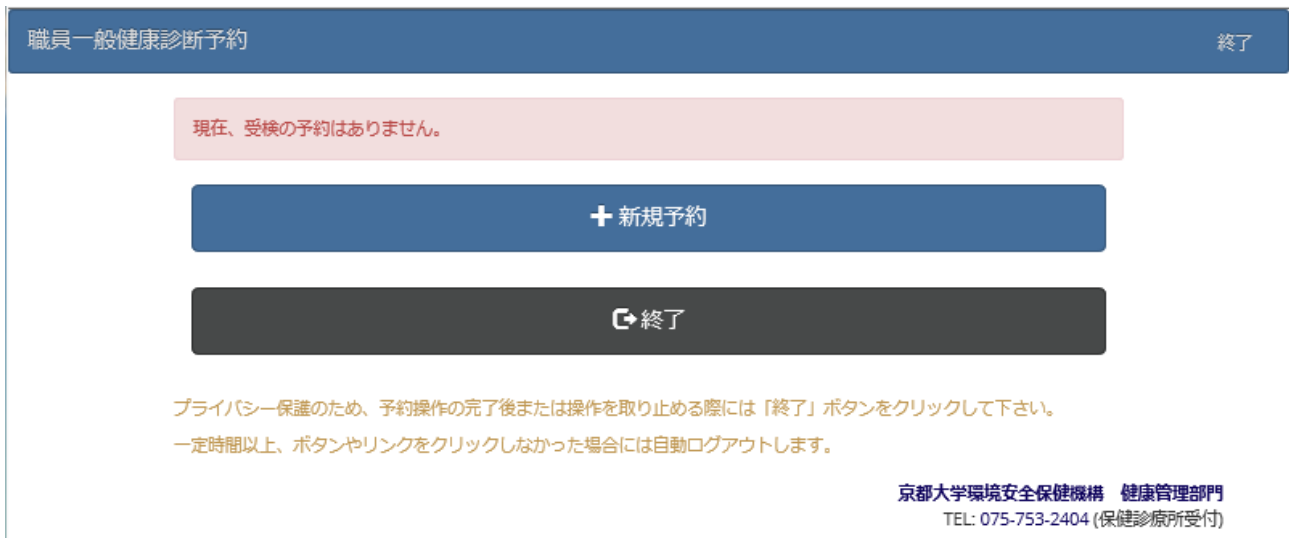 職員一般健康診断予約
終了
現在、受検の予約はありません。
新規予約
終了
プライバシー保護のため、予約操作の完了後または操作を取り止める際には「終了」ボタンをクリックして下さい。
一定時間以上、ボタンやリンクをクリックしなかった場合には自動ログアウトします。
京都大学環境安全保健機構　健康管理部門
TEL: 075-753-2404 (保健診療所受付)